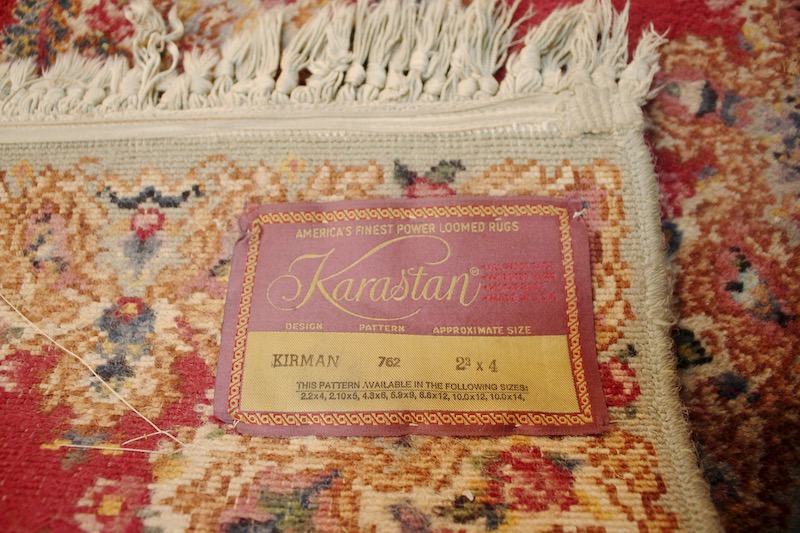 AMERICA'S FINEST POWER LOOMED RUGS
Karastan®
DESIGN PATTERN APPROXIMATE SIZE
KIRMAN 762 2³ x 4
THIS PATTERN AVAILABLE IN THE FOLLOWING SIZES:
2.2x4, 2.10x5, 4.3x6, 5.9x9, 8.8x12, 10.0x12, 10.0x14,